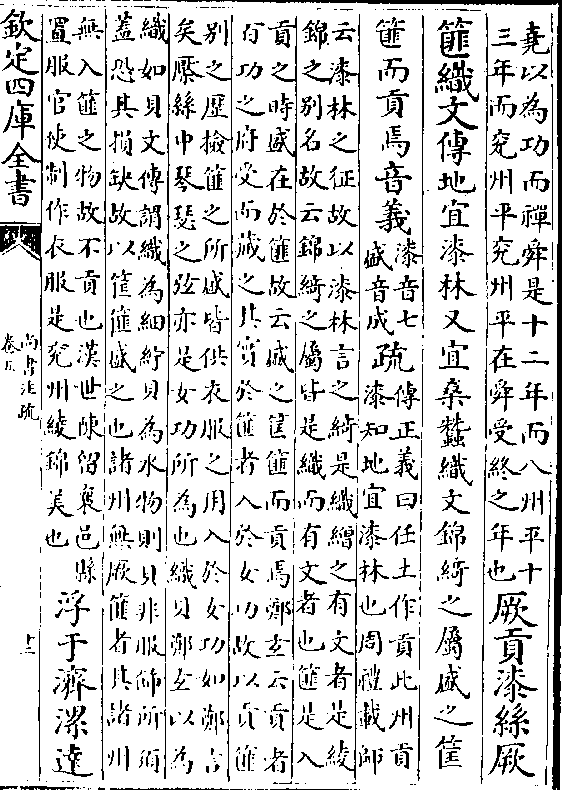 堯以為功而禪舜是十二年而八州平十
三年而兖州平兖州平在舜受終之年也
厥貢漆絲厥
篚織文傳地宜漆林又宜桑蠶織文錦綺之屬盛之筐
篚而貢焉音義
漆音七
盛音成
疏
傳正義曰任土作貢此州貢
漆知地宜漆林也周禮載師
云漆林之征故以漆林言之綺是織繒之有文者是綾
錦之别名故云錦綺之屬皆是織而有文者也篚是入
貢之時盛在於篚故云盛之筐篚而貢焉鄭玄云貢者
百功之府受而藏之其實於篚者入於女功故以貢篚
别之歷檢篚之所盛皆供衣服之用入於女功如鄭言
矣檿絲中琴瑟之弦亦是女功所為也織貝鄭玄以為
織如貝文傳謂織為細紵貝為水物則貝非服飾所須
蓋恐其損缺故以筐篚盛之也諸州無厥篚者其諸州
無入篚之物故不貢也漢世陳留襄邑縣
置服官使制作衣服是兖州綾錦美也
浮于濟漯達
欽定四庫全書
尚書注疏
卷五
十二